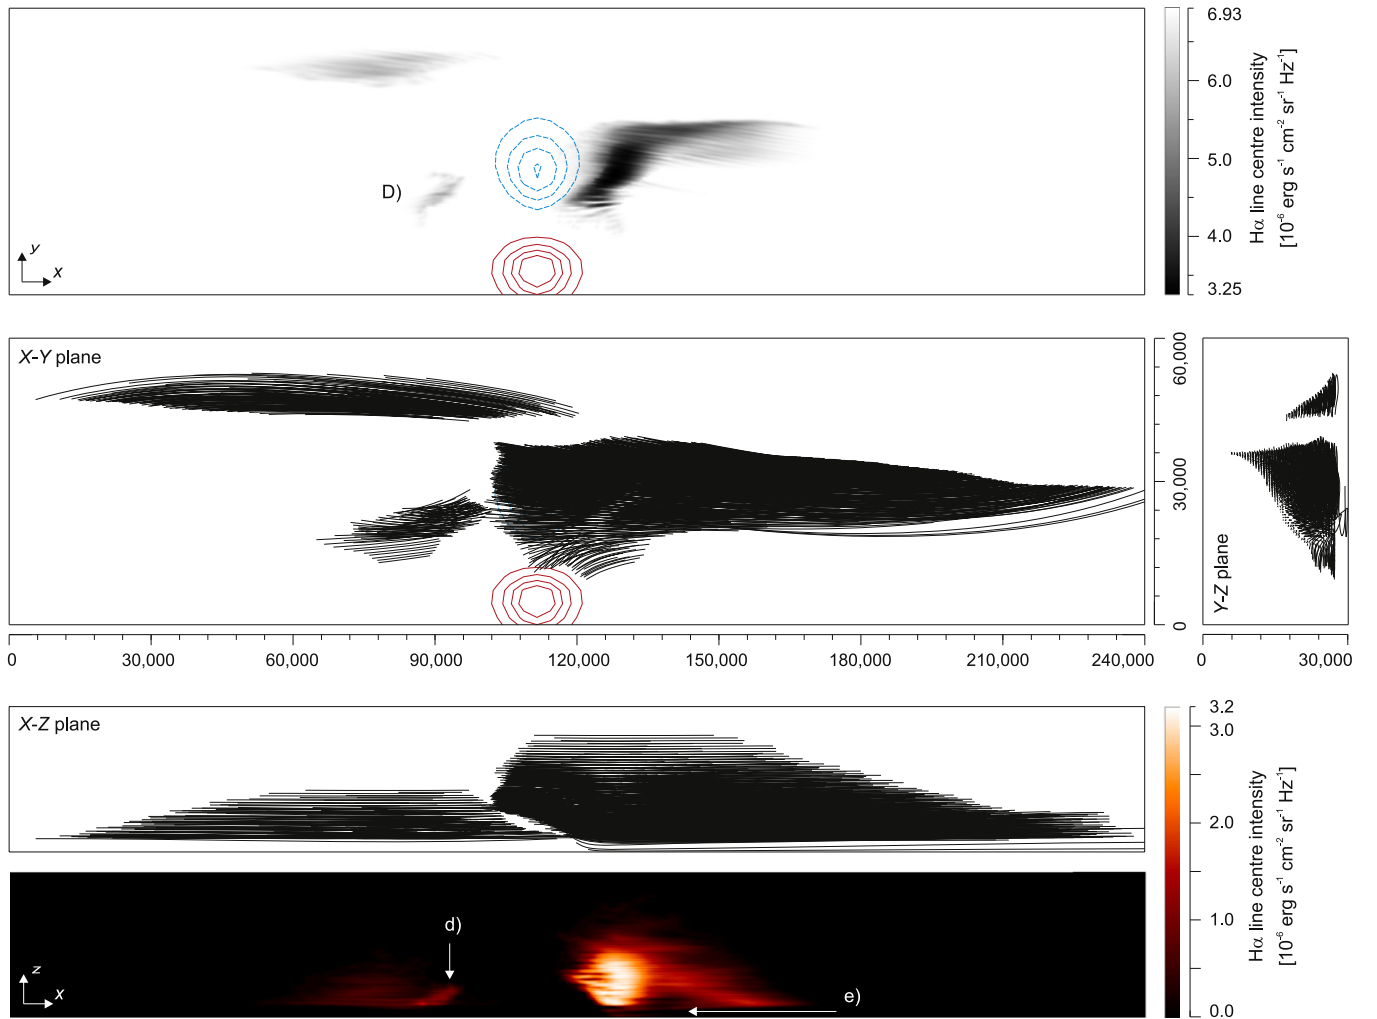 6.93
6.0
5.0
4.0
3.25
Hα line centre intensity
[10⁻⁶ erg s⁻¹ cm⁻² sr⁻¹ Hz⁻¹]
D)
y
x
X-Y plane
60,000
30,000
0
Y-Z plane
0 30,000 60,000 90,000 120,000 150,000 180,000 210,000 240,000
0 30,000
X-Z plane
3.2
3.0
2.0
1.0
0.0
Hα line centre intensity
[10⁻⁶ erg s⁻¹ cm⁻² sr⁻¹ Hz⁻¹]
d)
e)
z
x